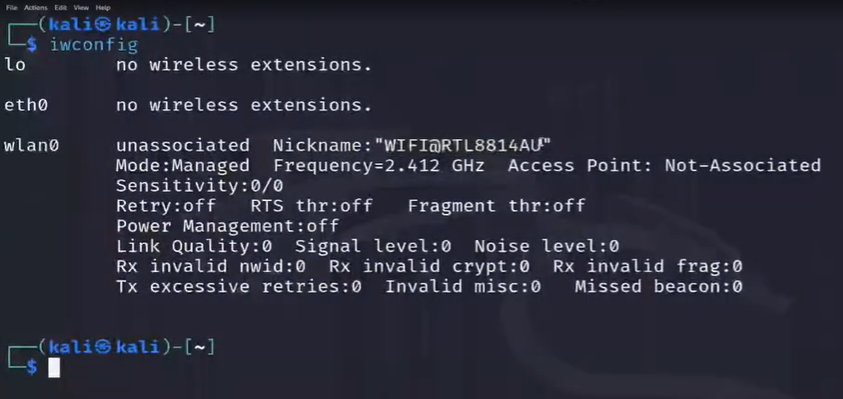 File Actions Edit View Help
┌──(kali㉿kali)-[~]
└─$ iwconfig
lo        no wireless extensions.
eth0      no wireless extensions.
wlan0     unassociated  Nickname:"WIFI@RTL8814AU"
          Mode:Managed  Frequency=2.412 GHz  Access Point: Not-Associated
          Sensitivity:0/0
          Retry:off   RTS thr:off   Fragment thr:off
          Power Management:off
          Link Quality:0  Signal level:0  Noise level:0
          Rx invalid nwid:0  Rx invalid crypt:0  Rx invalid frag:0
          Tx excessive retries:0  Invalid misc:0   Missed beacon:0
┌──(kali㉿kali)-[~]
└─$